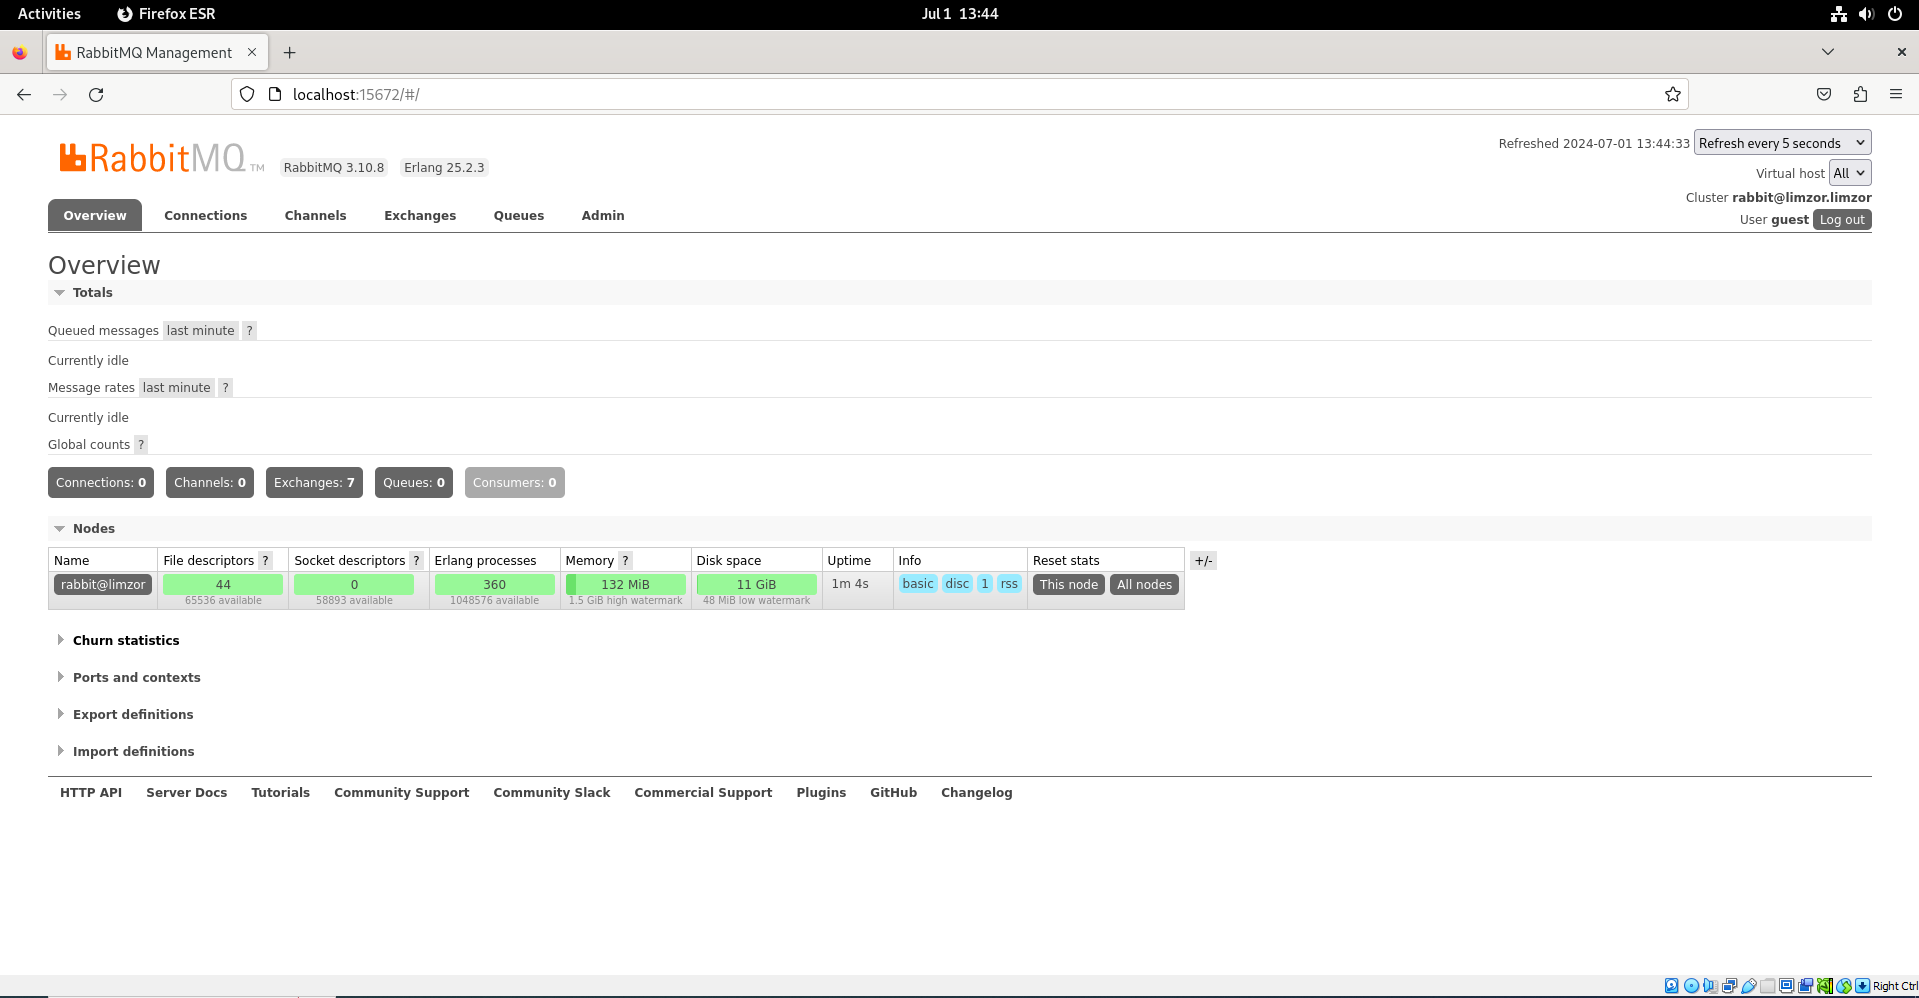 Activities Firefox ESR Jul 1 13:44
RabbitMQ Management
localhost:15672/#/
RabbitMQ TM RabbitMQ 3.10.8 Erlang 25.2.3
Refreshed 2024-07-01 13:44:33 Refresh every 5 seconds
Virtual host All
Cluster rabbit@limzor.limzor
User guest Log out
Overview Connections Channels Exchanges Queues Admin
Overview
Totals
Queued messages last minute ?
Currently idle
Message rates last minute ?
Currently idle
Global counts ?
Connections: 0 Channels: 0 Exchanges: 7 Queues: 0 Consumers: 0
Nodes
Name File descriptors ? Socket descriptors ? Erlang processes Memory ? Disk space Uptime Info Reset stats +/-
rabbit@limzor 44 0 360 132 MiB 11 GiB 1m 4s basic disc 1 rss This node All nodes
65536 available 58893 available 1048576 available 1.5 GiB high watermark 48 MiB low watermark
Churn statistics
Ports and contexts
Export definitions
Import definitions
HTTP API Server Docs Tutorials Community Support Community Slack Commercial Support Plugins GitHub Changelog
Right Ctrl